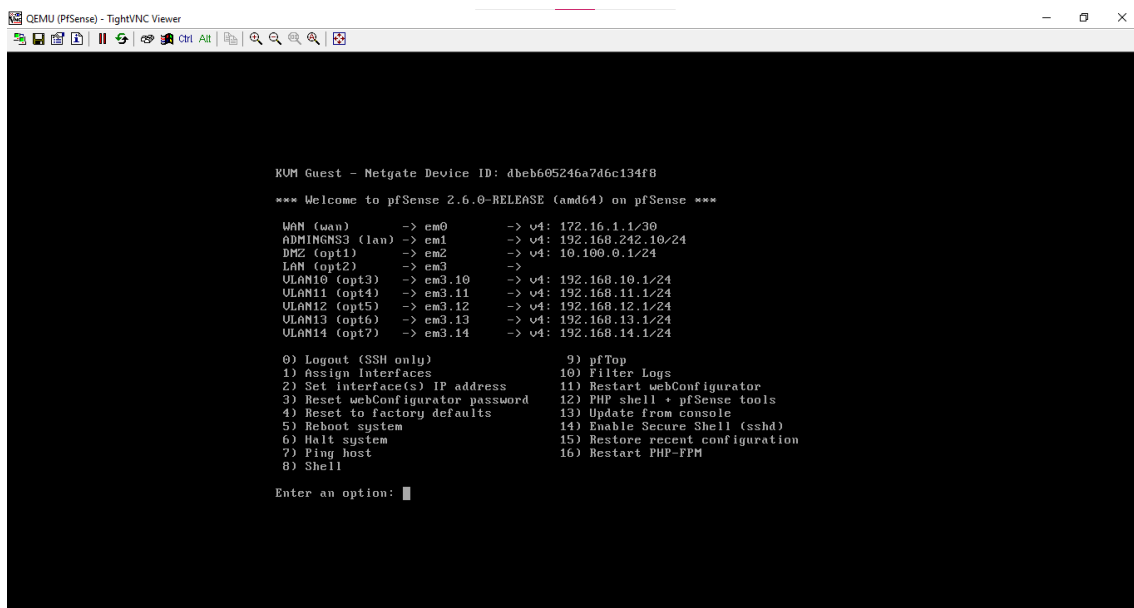 QEMU (PfSense) - TightVNC Viewer
Ctrl Alt
KVM Guest - Netgate Device ID: dbeb605246a7d6c134f8
*** Welcome to pfSense 2.6.0-RELEASE (amd64) on pfSense ***
WAN (wan) -> em0 -> v4: 172.16.1.1/30
ADMINGNS3 (lan) -> em1 -> v4: 192.168.242.10/24
DMZ (opt1) -> em2 -> v4: 10.100.0.1/24
LAN (opt2) -> em3 ->
VLAN10 (opt3) -> em3.10 -> v4: 192.168.10.1/24
VLAN11 (opt4) -> em3.11 -> v4: 192.168.11.1/24
VLAN12 (opt5) -> em3.12 -> v4: 192.168.12.1/24
VLAN13 (opt6) -> em3.13 -> v4: 192.168.13.1/24
VLAN14 (opt7) -> em3.14 -> v4: 192.168.14.1/24
0) Logout (SSH only) 9) pfTop
1) Assign Interfaces 10) Filter Logs
2) Set interface(s) IP address 11) Restart webConfigurator
3) Reset webConfigurator password 12) PHP shell + pfSense tools
4) Reset to factory defaults 13) Update from console
5) Reboot system 14) Enable Secure Shell (sshd)
6) Halt system 15) Restore recent configuration
7) Ping host 16) Restart PHP-FPM
8) Shell
Enter an option: